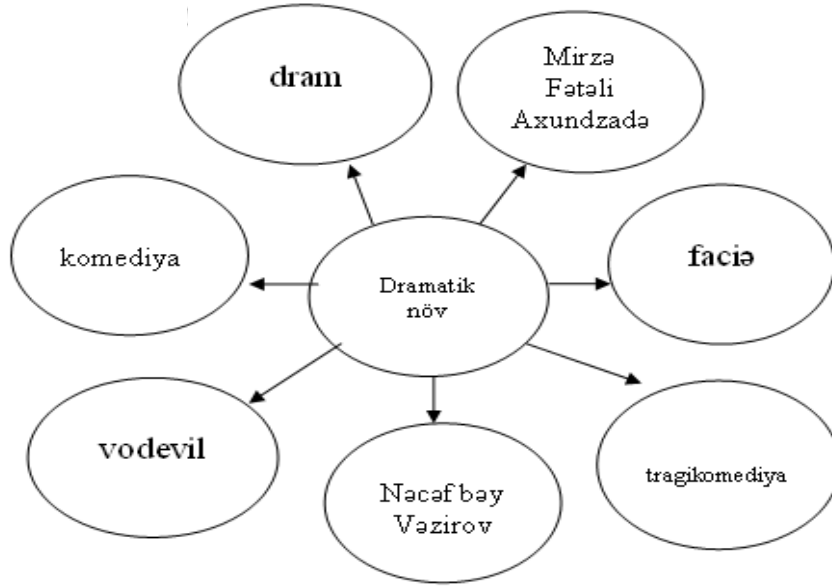 dram
Mirzə
Fətəli
Axundzadə
komediya
Dramatik
növ
faciə
vodevil
Nəcəf bəy
Vəzirov
tragikomediya